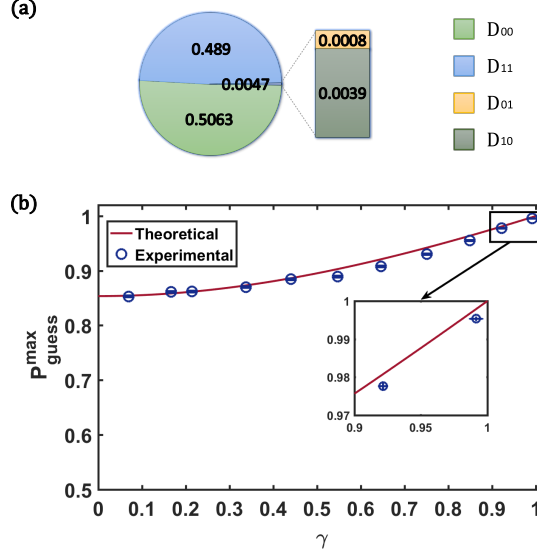 (a)
0.489
0.0047
0.5063
0.0008
0.0039
D00
D11
D01
D10
(b)
Theoretical
Experimental
1
0.9
0.8
0.7
0.6
0.5
P max guess
0 0.1 0.2 0.3 0.4 0.5 0.6 0.7 0.8 0.9 1
γ
1
0.99
0.98
0.97
0.9 0.95 1